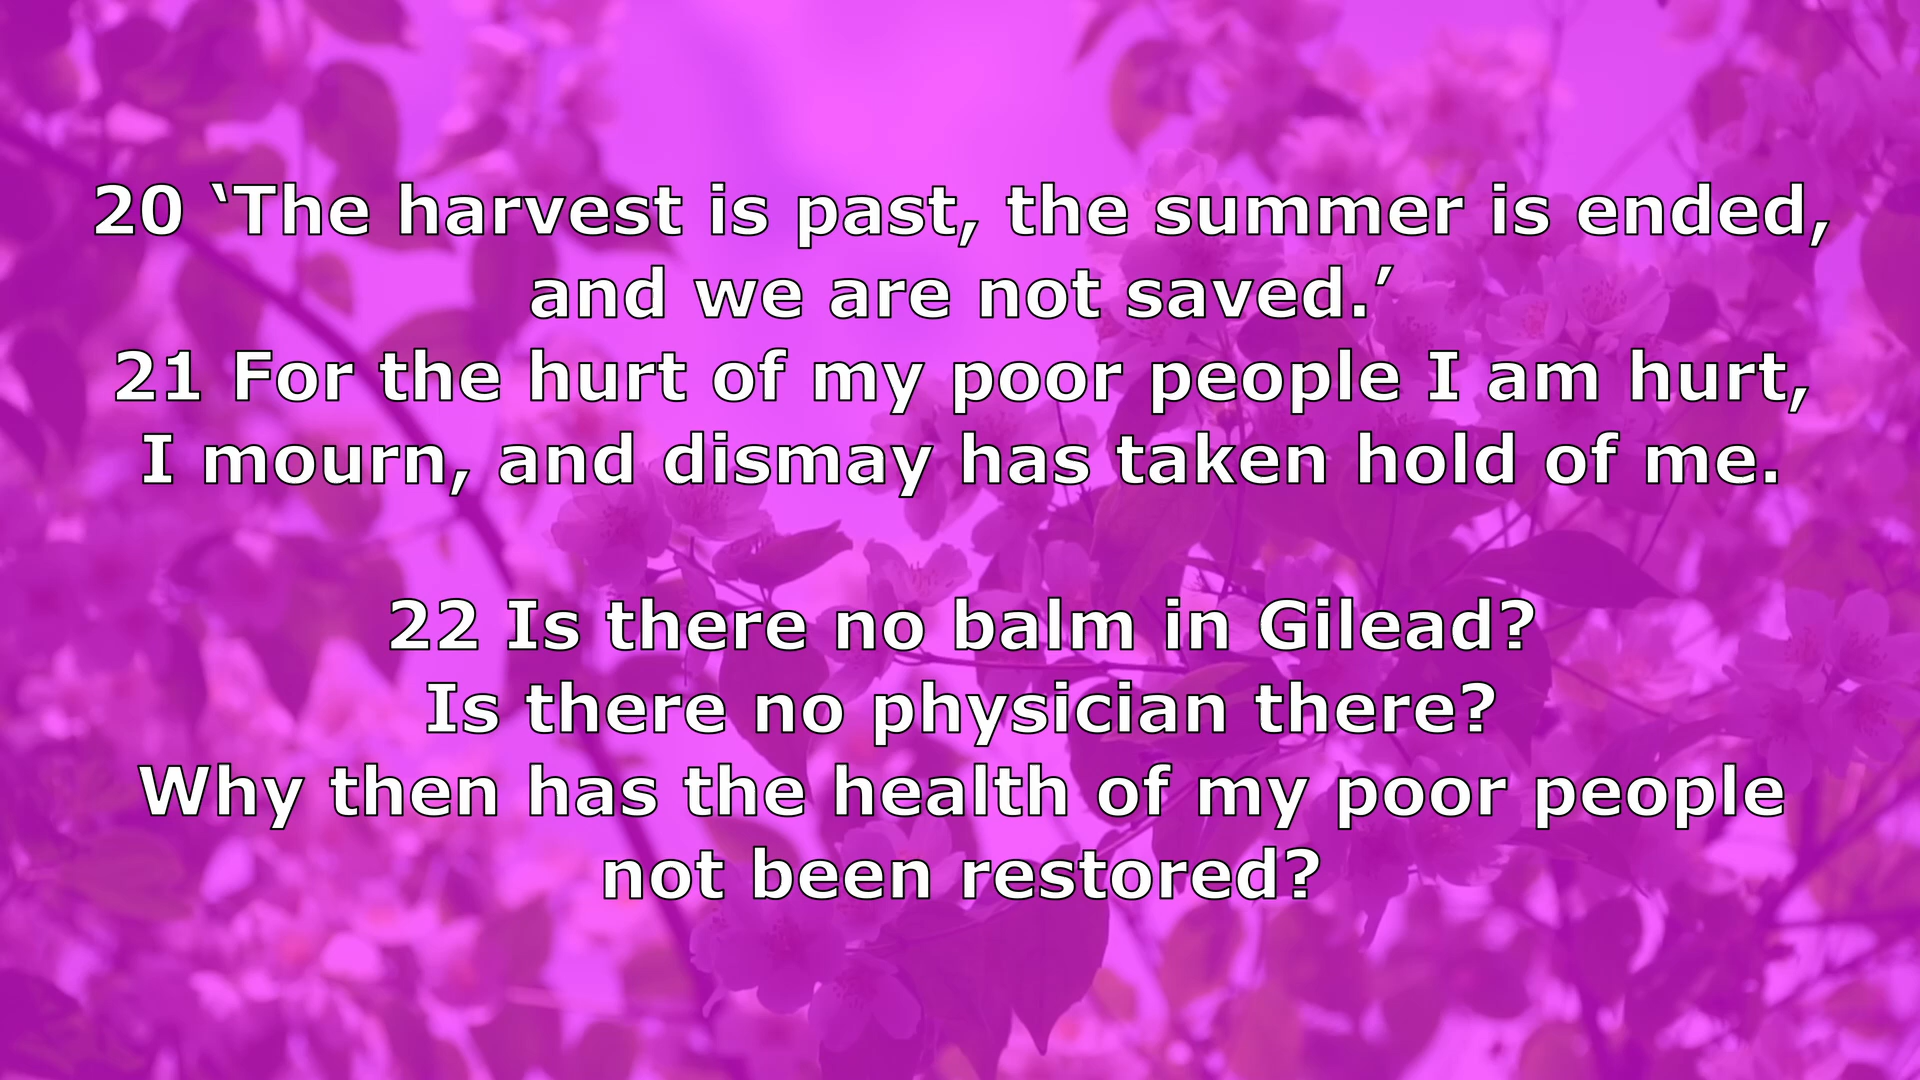 20 ‘The harvest is past, the summer is ended,
and we are not saved.’
21 For the hurt of my poor people I am hurt,
I mourn, and dismay has taken hold of me.
22 Is there no balm in Gilead?
Is there no physician there?
Why then has the health of my poor people
not been restored?